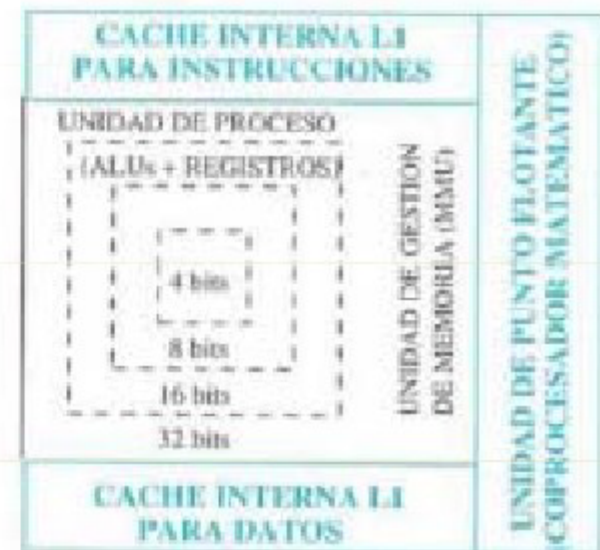 CACHE INTERNA L1
PARA INSTRUCCIONES
UNIDAD DE PROCESO
(ALUs + REGISTROS)
4 bits
8 bits
16 bits
32 bits
UNIDAD DE GESTION
DE MEMORIA (MMU)
UNIDAD DE PUNTO FLOTANTE
COPROCESADOR MATEMATICO)
CACHE INTERNA L1
PARA DATOS